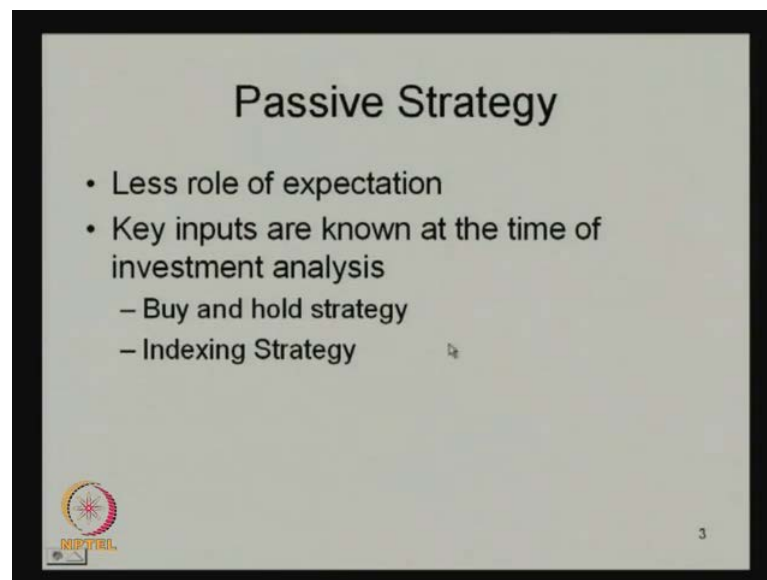 Passive Strategy
• Less role of expectation
• Key inputs are known at the time of
investment analysis
– Buy and hold strategy
– Indexing Strategy
NPTEL
3